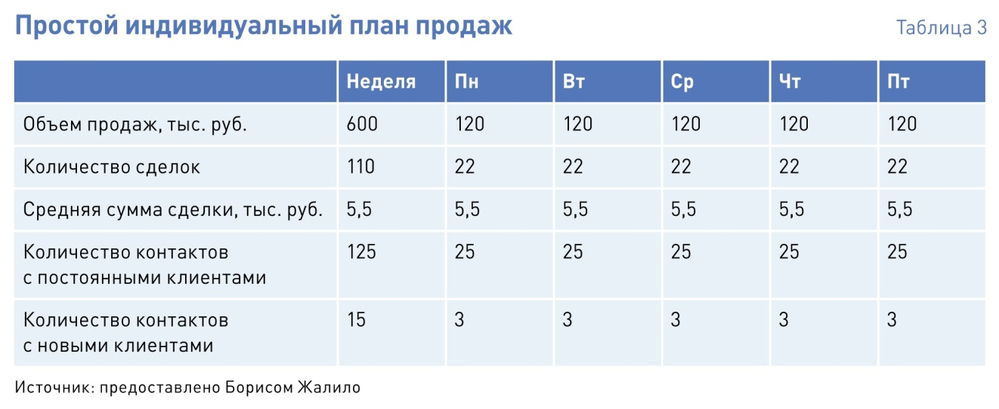 Простой индивидуальный план продаж Таблица 3
Неделя Пн Вт Ср Чт Пт
Объем продаж, тыс. руб. 600 120 120 120 120 120
Количество сделок 110 22 22 22 22 22
Средняя сумма сделки, тыс. руб. 5,5 5,5 5,5 5,5 5,5 5,5
Количество контактов 125 25 25 25 25 25
с постоянными клиентами
Количество контактов 15 3 3 3 3 3
с новыми клиентами
Источник: предоставлено Борисом Жалило